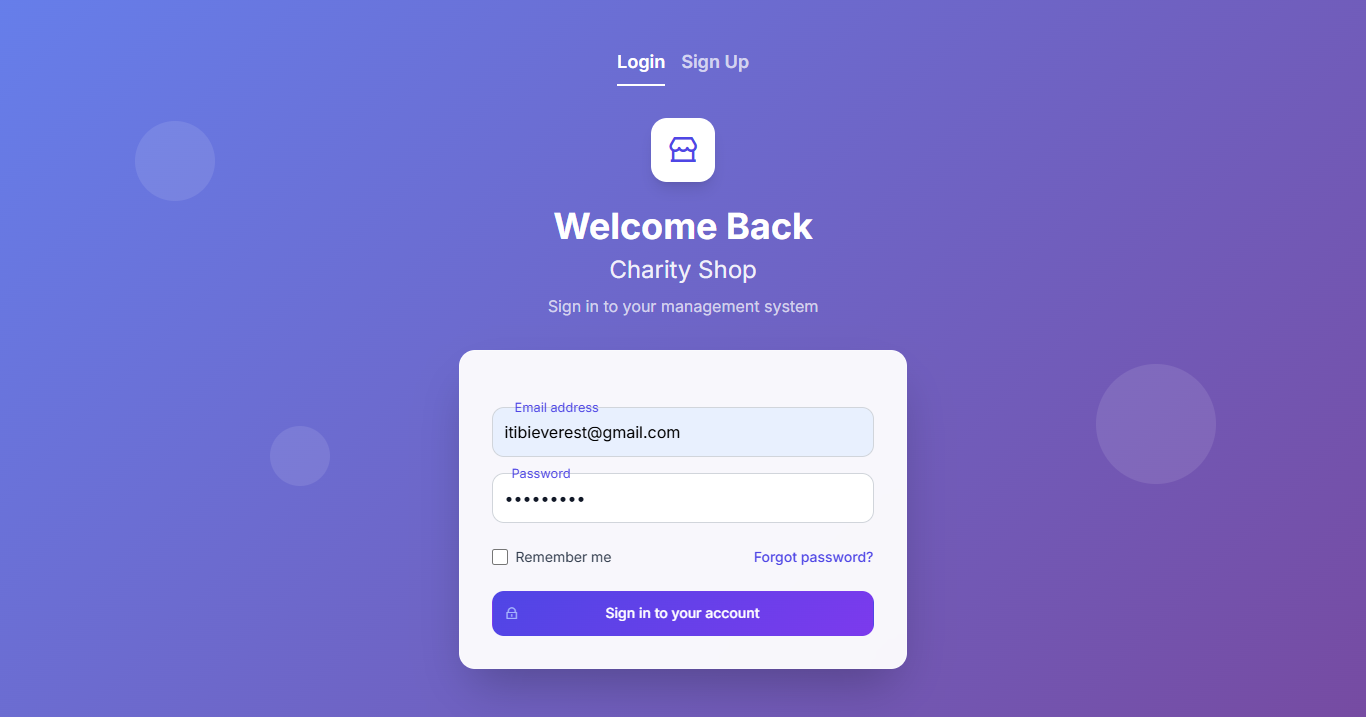 Login Sign Up
Welcome Back
Charity Shop
Sign in to your management system
Email address
itibieverest@gmail.com
Password
•••••••••
Remember me Forgot password?
Sign in to your account